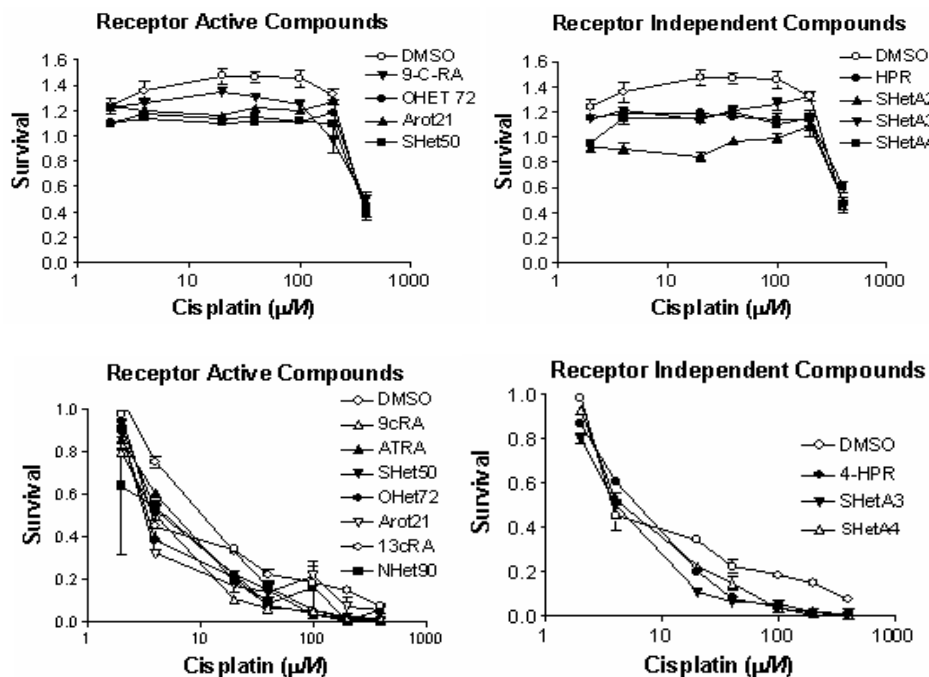 Receptor Active Compounds
Survival
1.6
1.4
1.2
1.0
0.8
0.6
0.4
0.2
0.0
1
10
100
1000
Cisplatin (μM)
DMSO
9-C-RA
OHET 72
Arot21
SHet50
Receptor Independent Compounds
Survival
1.6
1.4
1.2
1.0
0.8
0.6
0.4
0.2
0.0
1
10
100
1000
Cisplatin (μM)
DMSO
HPR
SHetA2
SHetA3
SHetA4
Receptor Active Compounds
Survival
1.0
0.8
0.6
0.4
0.2
0.0
1
10
100
1000
Cisplatin (μM)
DMSO
9cRA
ATRA
SHet50
OHet72
Arot21
13cRA
NHet90
Receptor Independent Compounds
Survival
1.0
0.8
0.6
0.4
0.2
0.0
1
10
100
1000
Cisplatin (μM)
DMSO
4-HPR
SHetA3
SHetA4